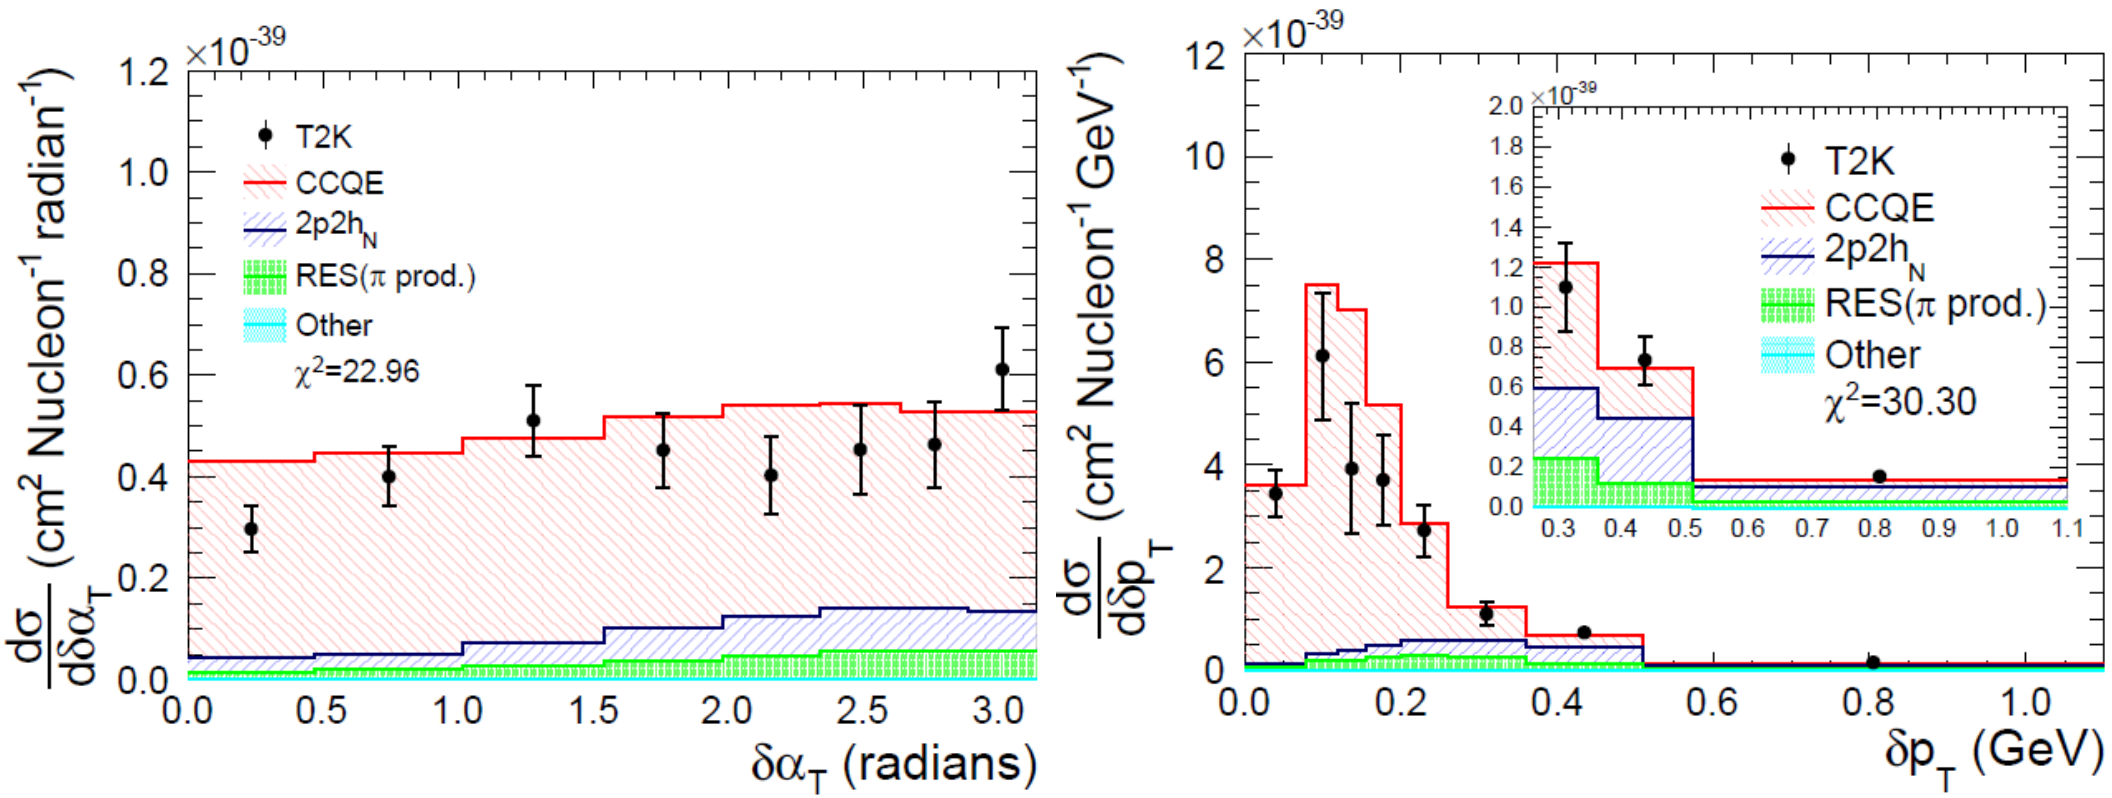 ×10⁻³⁹
1.2
1.0
0.8
0.6
0.4
0.2
0.0
dσ/dδα_T (cm² Nucleon⁻¹ radian⁻¹)
T2K
CCQE
2p2h_N
RES(π prod.)
Other
χ²=22.96
0.0 0.5 1.0 1.5 2.0 2.5 3.0
δα_T (radians)
×10⁻³⁹
12
10
8
6
4
2
0
dσ/dδp_T (cm² Nucleon⁻¹ GeV⁻¹)
×10⁻³⁹
2.0
1.8
1.6
1.4
1.2
1.0
0.8
0.6
0.4
0.2
0.0
T2K
CCQE
2p2h_N
RES(π prod.)
Other
χ²=30.30
0.3 0.4 0.5 0.6 0.7 0.8 0.9 1.0 1.1
0.0 0.2 0.4 0.6 0.8 1.0
δp_T (GeV)